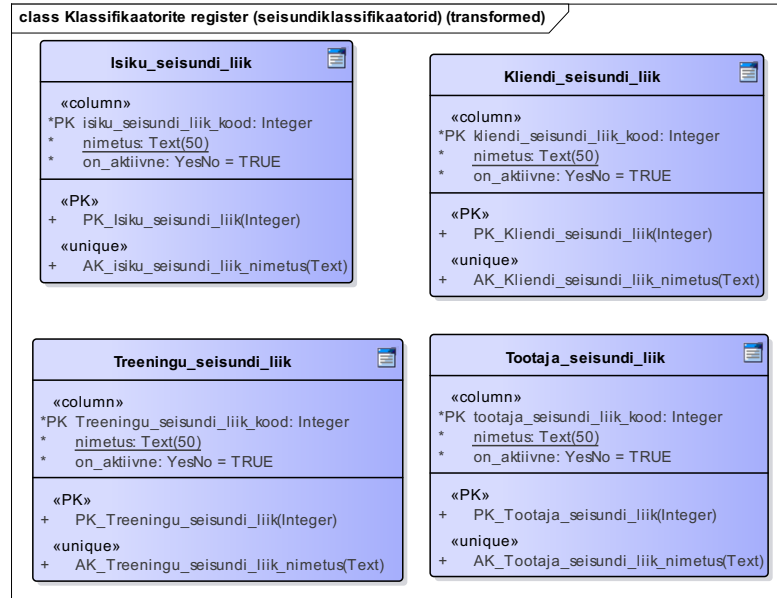 class Klassifikaatorite register (seisundiklassifikaatorid) (transformed)
Isiku_seisundi_liik
«column»
*PK isiku_seisundi_liik_kood: Integer
* nimetus: Text(50)
* on_aktiivne: YesNo = TRUE
«PK»
+ PK_Isiku_seisundi_liik(Integer)
«unique»
+ AK_isiku_seisundi_liik_nimetus(Text)
Kliendi_seisundi_liik
«column»
*PK kliendi_seisundi_liik_kood: Integer
* nimetus: Text(50)
* on_aktiivne: YesNo = TRUE
«PK»
+ PK_Kliendi_seisundi_liik(Integer)
«unique»
+ AK_Kliendi_seisundi_liik_nimetus(Text)
Treeningu_seisundi_liik
«column»
*PK Treeningu_seisundi_liik_kood: Integer
* nimetus: Text(50)
* on_aktiivne: YesNo = TRUE
«PK»
+ PK_Treeningu_seisundi_liik(Integer)
«unique»
+ AK_Treeningu_seisundi_liik_nimetus(Text)
Tootaja_seisundi_liik
«column»
*PK tootaja_seisundi_liik_kood: Integer
* nimetus: Text(50)
* on_aktiivne: YesNo = TRUE
«PK»
+ PK_Tootaja_seisundi_liik(Integer)
«unique»
+ AK_Tootaja_seisundi_liik_nimetus(Text)